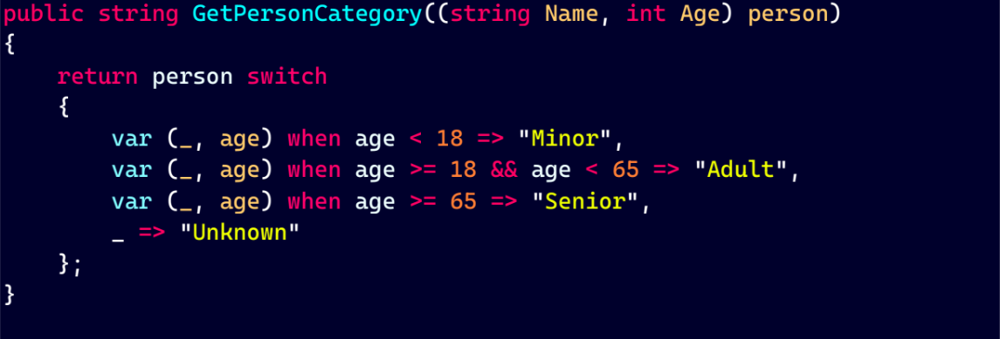 public string GetPersonCategory((string Name, int Age) person)
{
    return person switch
    {
        var (_, age) when age < 18 => "Minor",
        var (_, age) when age >= 18 && age < 65 => "Adult",
        var (_, age) when age >= 65 => "Senior",
        _ => "Unknown"
    };
}